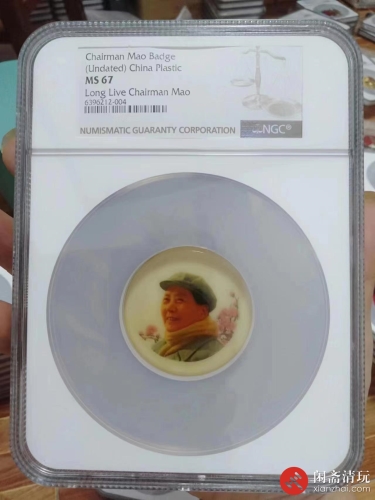 Chairman Mao Badge
(Undated) China Plastic
MS 67
Long Live Chairman Mao
6396212-004
NUMISMATIC GUARANTY CORPORATION
NGC®
闲斋清玩
xianzhai.com